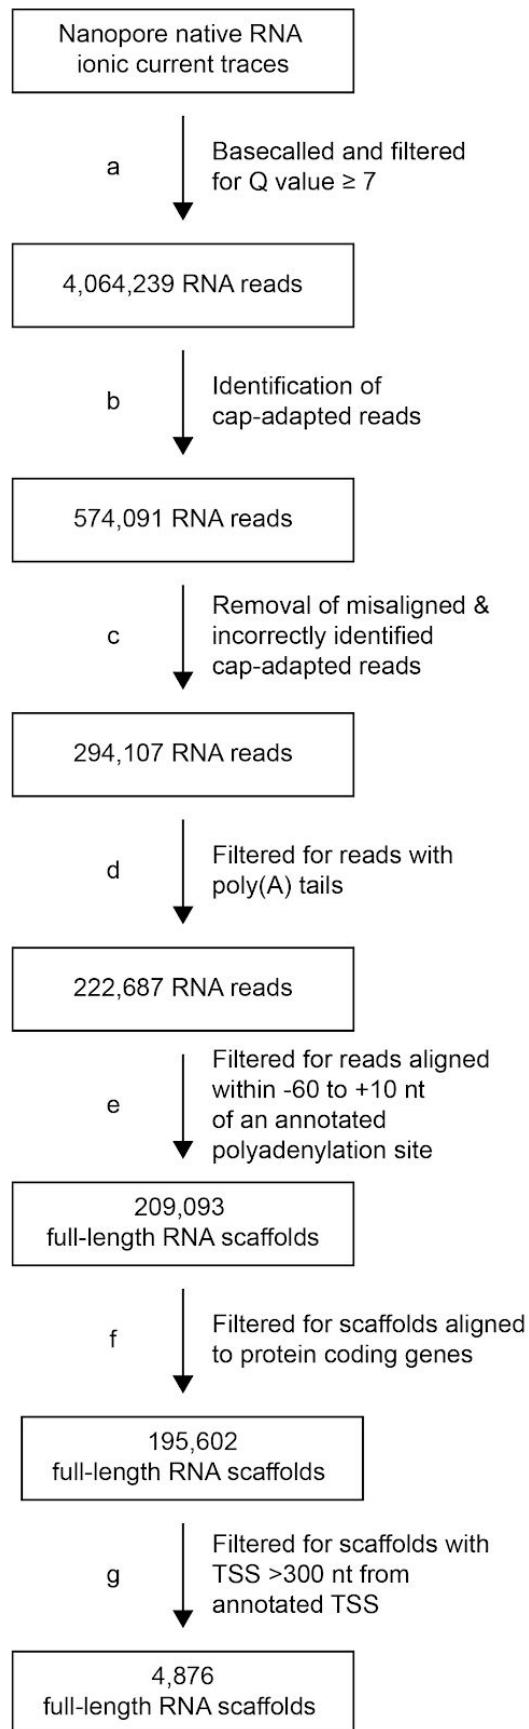 Nanopore native RNA
ionic current traces
a
Basecalled and filtered
for Q value ≥ 7
4,064,239 RNA reads
b
Identification of
cap-adapted reads
574,091 RNA reads
c
Removal of misaligned &
incorrectly identified
cap-adapted reads
294,107 RNA reads
d
Filtered for reads with
poly(A) tails
222,687 RNA reads
e
Filtered for reads aligned
within -60 to +10 nt
of an annotated
polyadenylation site
209,093
full-length RNA scaffolds
f
Filtered for scaffolds aligned
to protein coding genes
195,602
full-length RNA scaffolds
g
Filtered for scaffolds with
TSS >300 nt from
annotated TSS
4,876
full-length RNA scaffolds